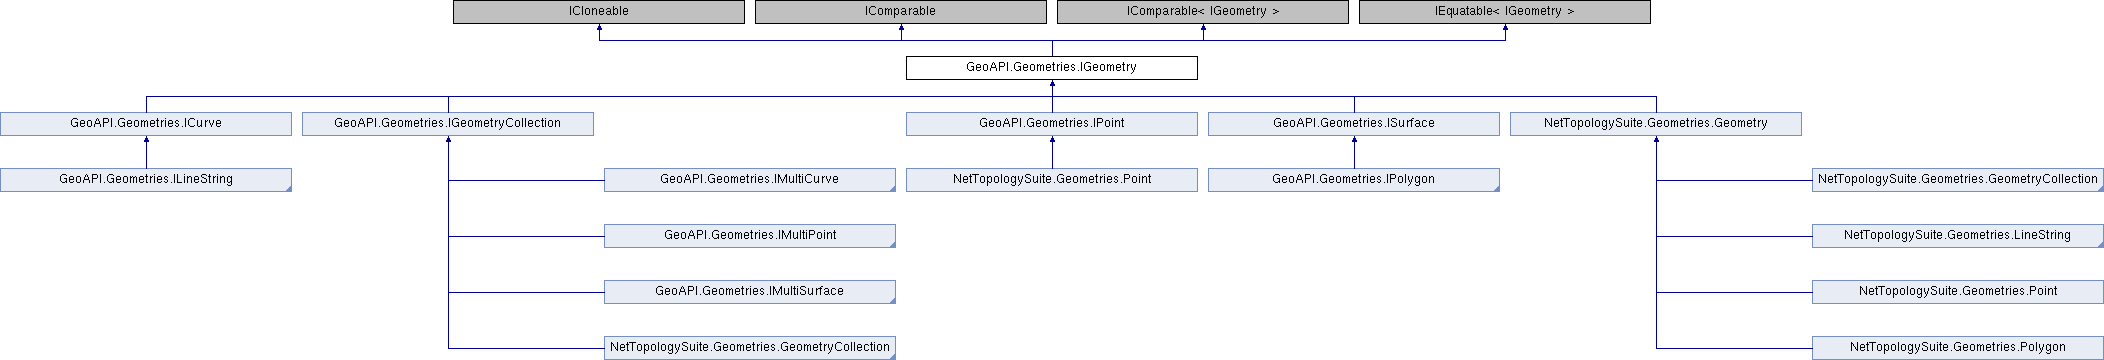 ICloneable
IComparable
IComparable< IGeometry >
IEquatable< IGeometry >
GeoAPI.Geometries.IGeometry
GeoAPI.Geometries.ICurve
GeoAPI.Geometries.IGeometryCollection
GeoAPI.Geometries.IPoint
GeoAPI.Geometries.ISurface
NetTopologySuite.Geometries.Geometry
GeoAPI.Geometries.ILineString
GeoAPI.Geometries.IMultiCurve
NetTopologySuite.Geometries.Point
GeoAPI.Geometries.IPolygon
NetTopologySuite.Geometries.GeometryCollection
GeoAPI.Geometries.IMultiPoint
NetTopologySuite.Geometries.LineString
GeoAPI.Geometries.IMultiSurface
NetTopologySuite.Geometries.Point
NetTopologySuite.Geometries.GeometryCollection
NetTopologySuite.Geometries.Polygon